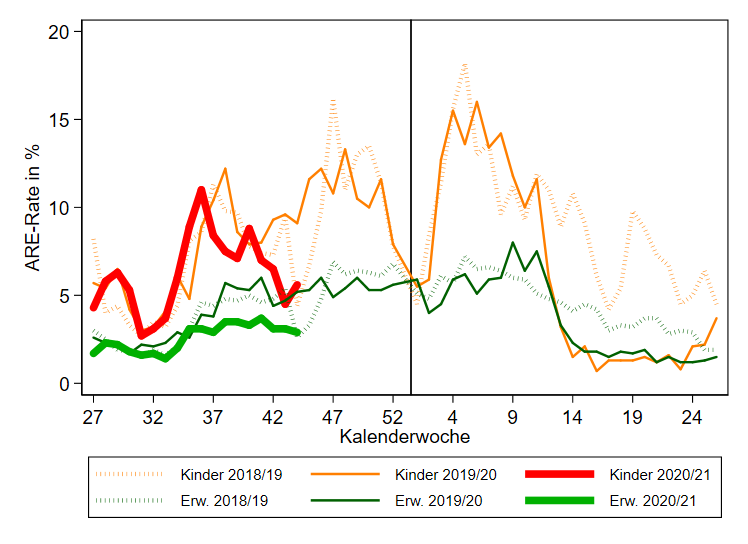 ARE-Rate in %
20
15
10
5
0
27 32 37 42 47 52 4 9 14 19 24
Kalenderwoche
Kinder 2018/19 Kinder 2019/20 Kinder 2020/21
Erw. 2018/19 Erw. 2019/20 Erw. 2020/21